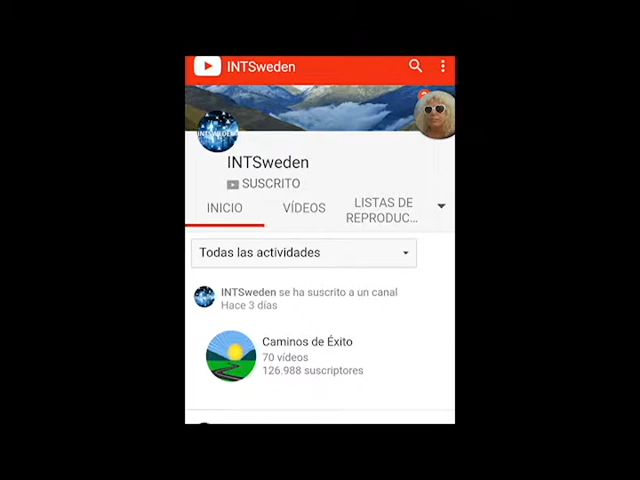 INTSweden
INTSWEDEN
INTSweden
SUSCRITO
INICIO
VÍDEOS
LISTAS DE
REPRODUC...
Todas las actividades
INTSweden se ha suscrito a un canal
Hace 3 días
Caminos de Éxito
70 vídeos
126.988 suscriptores